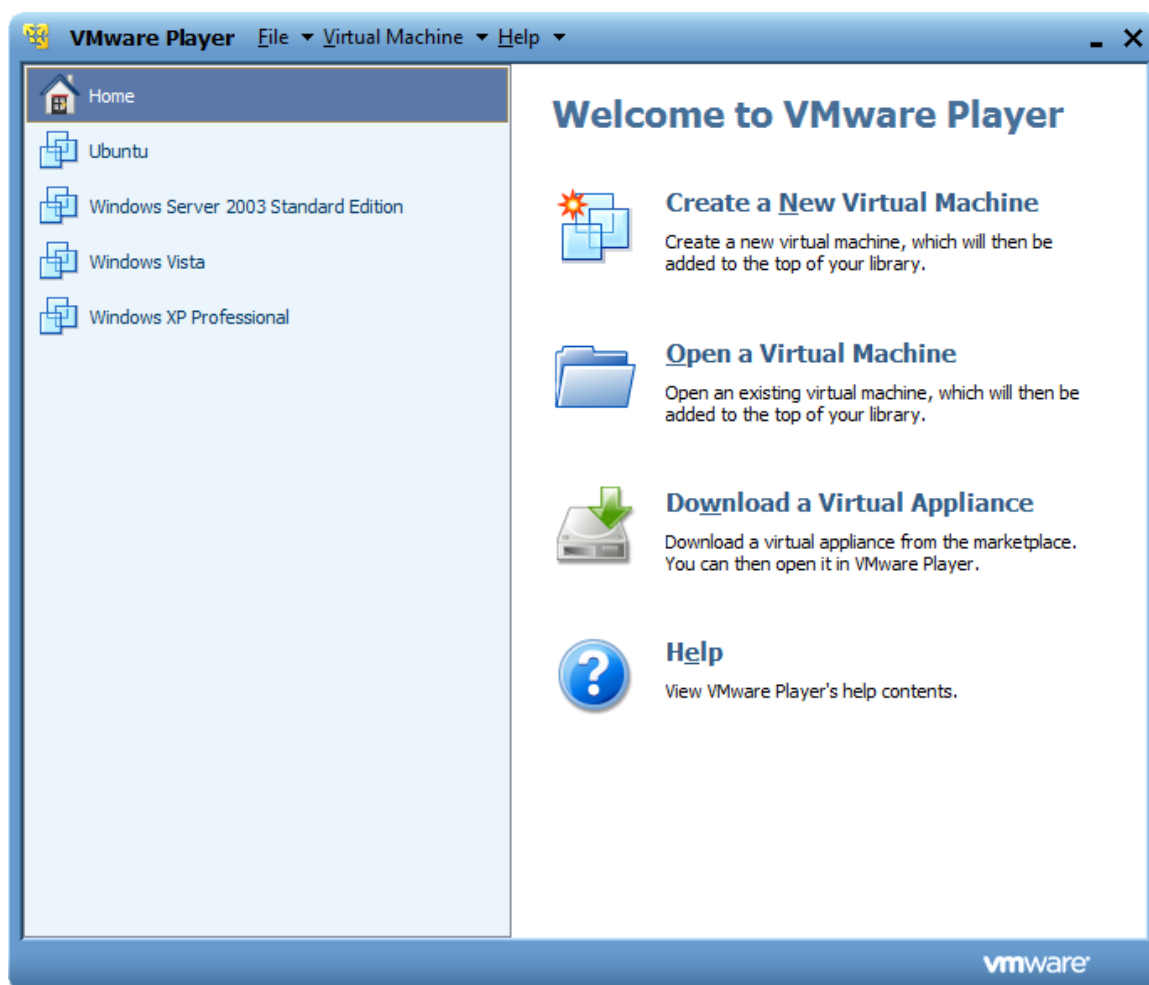 VMware Player File Virtual Machine Help
Home
Ubuntu
Windows Server 2003 Standard Edition
Windows Vista
Windows XP Professional
Welcome to VMware Player
Create a New Virtual Machine
Create a new virtual machine, which will then be
added to the top of your library.
Open a Virtual Machine
Open an existing virtual machine, which will then be
added to the top of your library.
Download a Virtual Appliance
Download a virtual appliance from the marketplace.
You can then open it in VMware Player.
Help
View VMware Player's help contents.
vmware